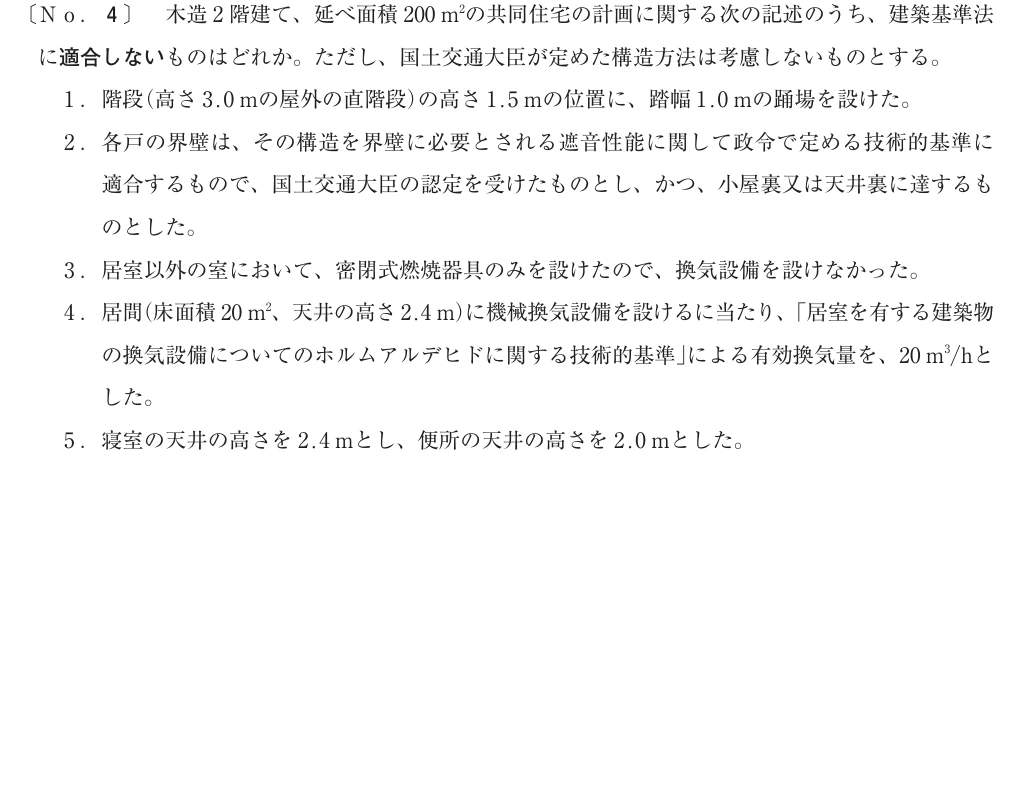 〔Ｎｏ． 4〕　木造２階建て、延べ面積 200 m²の共同住宅の計画に関する次の記述のうち、建築基準法
に適合しないものはどれか。ただし、国土交通大臣が定めた構造方法は考慮しないものとする。
１．階段(高さ 3.0 mの屋外の直階段)の高さ 1.5 mの位置に、踏幅 1.0 mの踊場を設けた。
２．各戸の界壁は、その構造を界壁に必要とされる遮音性能に関して政令で定める技術的基準に
適合するもので、国土交通大臣の認定を受けたものとし、かつ、小屋裏又は天井裏に達するも
のとした。
３．居室以外の室において、密閉式燃焼器具のみを設けたので、換気設備を設けなかった。
４．居間(床面積 20 m²、天井の高さ 2.4 m)に機械換気設備を設けるに当たり、「居室を有する建築物
の換気設備についてのホルムアルデヒドに関する技術的基準」による有効換気量を、20 m³/hと
した。
５．寝室の天井の高さを 2.4 mとし、便所の天井の高さを 2.0 mとした。